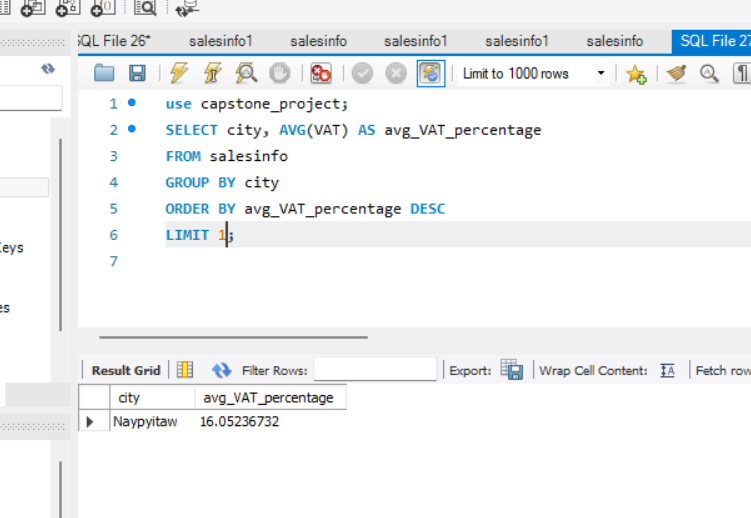 SQL File 26* salesinfo1 salesinfo salesinfo1 salesinfo1 salesinfo SQL File 27
Limit to 1000 rows
1 use capstone_project;
2 SELECT city, AVG(VAT) AS avg_VAT_percentage
3 FROM salesinfo
4 GROUP BY city
5 ORDER BY avg_VAT_percentage DESC
6 LIMIT 1;
7
Result Grid Filter Rows: Export: Wrap Cell Content: Fetch row
city avg_VAT_percentage
Naypyitaw 16.05236732